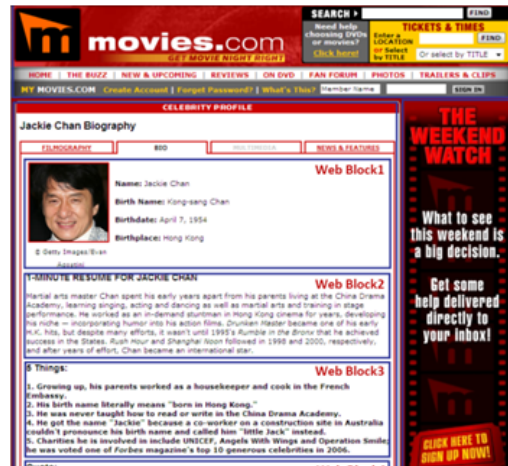 SEARCH ▸ FIND
Need help
choosing DVDs
or movies?
Click here!
TICKETS & TIMES
Enter a
LOCATION FIND
or Select
by TITLE Or select by TITLE
m movies.com
GET MOVIE NIGHT RIGHT
HOME | THE BUZZ | NEW & UPCOMING | REVIEWS | ON DVD | FAN FORUM | PHOTOS | TRAILERS & CLIPS
MY MOVIES.COM Create Account | Forget Password? | What's This? Member Name SIGN IN
CELEBRITY PROFILE
Jackie Chan Biography
FILMOGRAPHY BIO MULTIMEDIA NEWS & FEATURES
Web Block1
Name: Jackie Chan
Birth Name: Kong-sang Chan
Birthdate: April 7, 1954
Birthplace: Hong Kong
© Getty Images/Evan
Agostini
1-MINUTE RESUME FOR JACKIE CHAN
Web Block2
Martial arts master Chan spent his early years apart from his parents living at the China Drama
Academy, learning singing, acting and dancing as well as martial arts and training in stage
performance. He worked as an in-demand stuntman in Hong Kong cinema for years, developing
his niche — incorporating humor into his action films. Drunken Master became one of his early
H.K. hits, but despite many efforts, it wasn't until 1995's Rumble in the Bronx that he achieved
success in the States. Rush Hour and Shanghai Noon followed in 1998 and 2000, respectively,
and after years of effort, Chan became an international star.
5 Things:
Web Block3
1. Growing up, his parents worked as a housekeeper and cook in the French
Embassy.
2. His birth name literally means "born in Hong Kong."
3. He was never taught how to read or write in the China Drama Academy.
4. He got the name "Jackie" because a co-worker on a construction site in Australia
couldn't pronounce his birth name and called him "little Jack" instead.
5. Charities he is involved in include UNICEF, Angels With Wings and Operation Smile;
he was voted one of Forbes magazine's top 10 generous celebrities in 2006.
THE
WEEKEND
WATCH
What to see
this weekend is
a big decision.
Get some
help delivered
directly to
your inbox!
CLICK HERE TO
SIGN UP NOW!